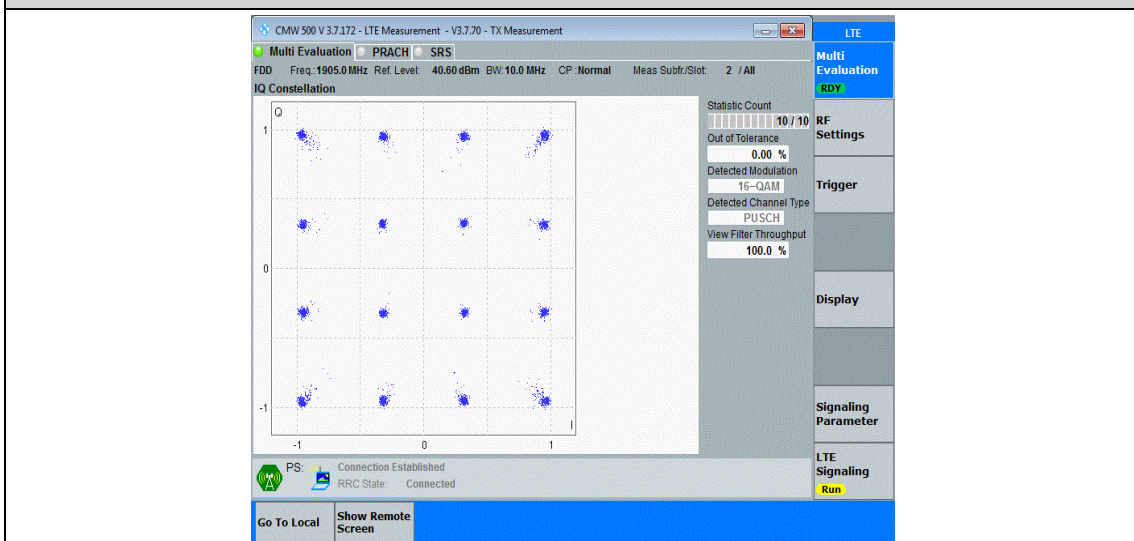 CMW 500 V 3.7.172 - LTE Measurement - V3.7.70 - TX Measurement
LTE
Multi Evaluation PRACH SRS
Multi
Evaluation
RDY
FDD Freq.:1905.0 MHz Ref. Level: 40.60 dBm BW:10.0 MHz CP :Normal Meas Subfr./Slot: 2 / All
IQ Constellation
Q
1
0
-1
-1 0 1
I
Statistic Count
10 / 10
Out of Tolerance
0.00 %
Detected Modulation
16-QAM
Detected Channel Type
PUSCH
View Filter Throughput
100.0 %
RF
Settings
Trigger
Display
Signaling
Parameter
LTE
Signaling
Run
PS: Connection Established
RRC State: Connected
Go To Local
Show Remote
Screen